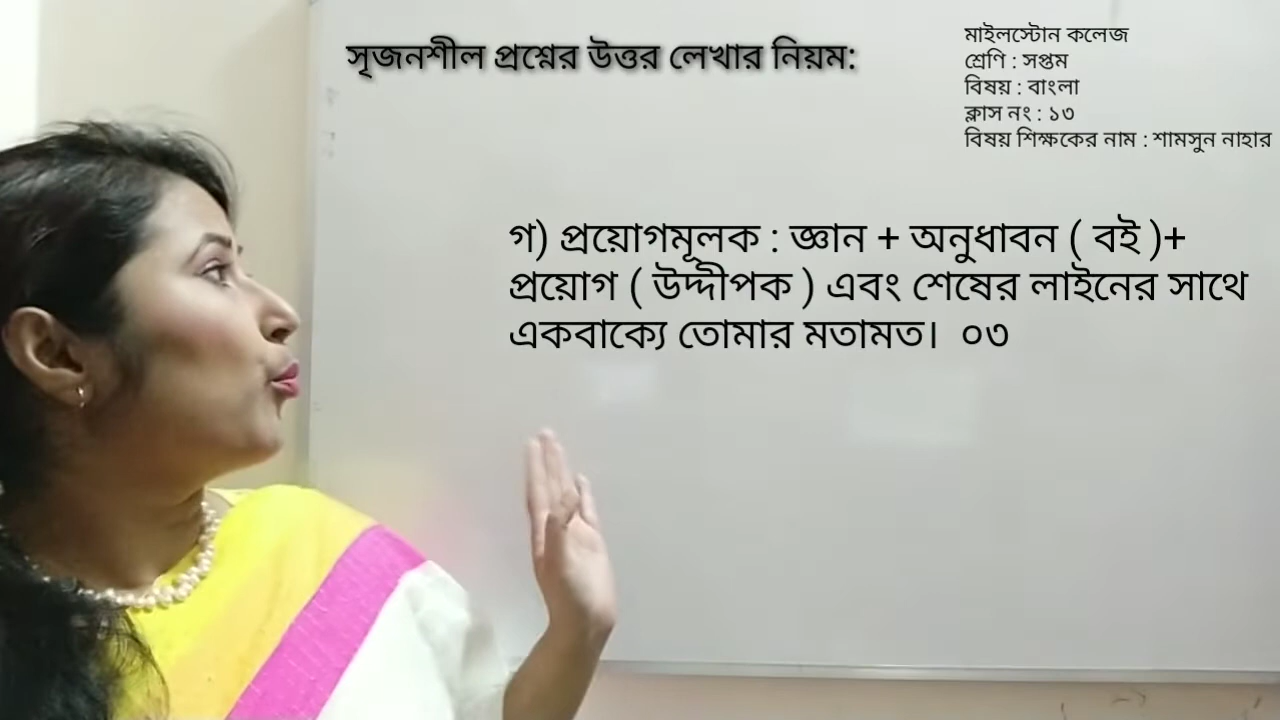 সৃজনশীল প্রশ্নের উত্তর লেখার নিয়ম:
মাইলস্টোন কলেজ
শ্রেণি : সপ্তম
বিষয় : বাংলা
ক্লাস নং : ১৩
বিষয় শিক্ষকের নাম : শামসুন নাহার
গ) প্রয়োগমূলক : জ্ঞান + অনুধাবন ( বই )+
প্রয়োগ ( উদ্দীপক ) এবং শেষের লাইনের সাথে
একবাক্যে তোমার মতামত। ০৩